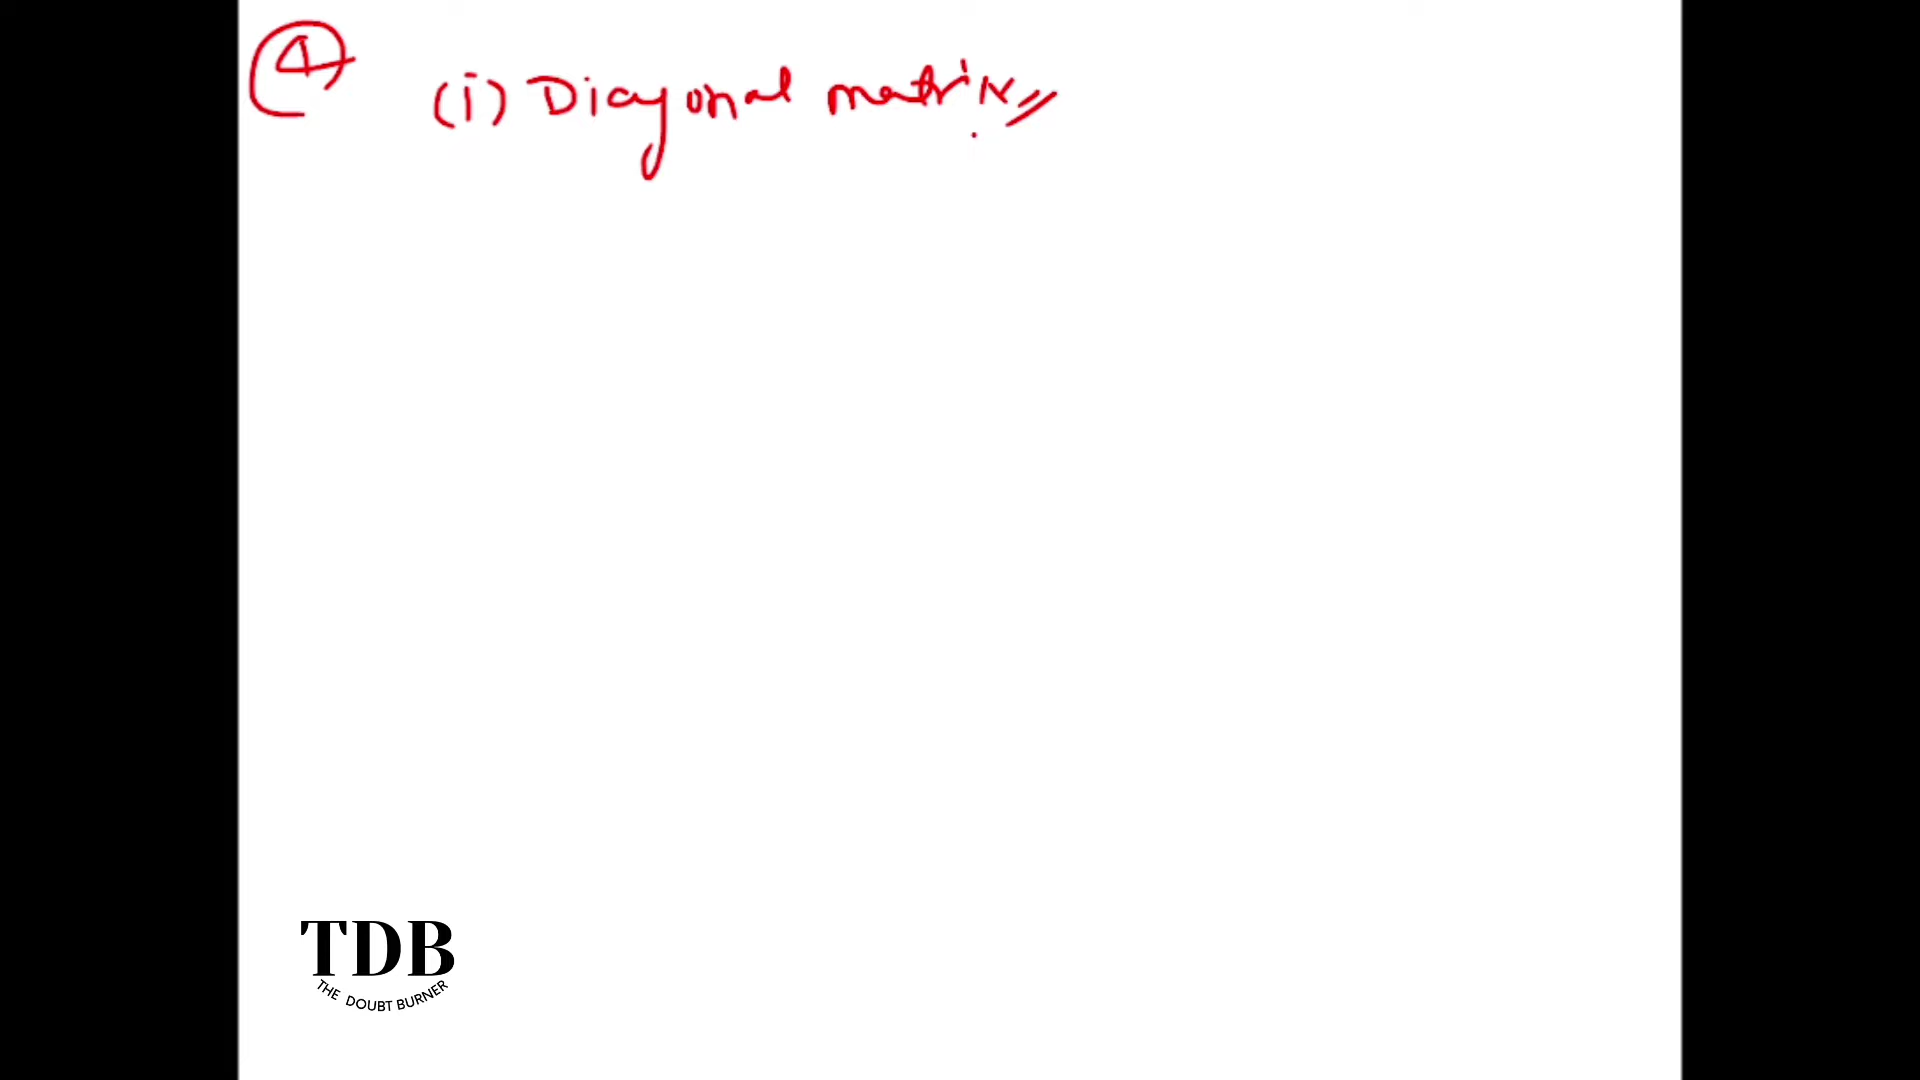 4
(i) Diagonal matrix
TDB
THE DOUBT BURNER